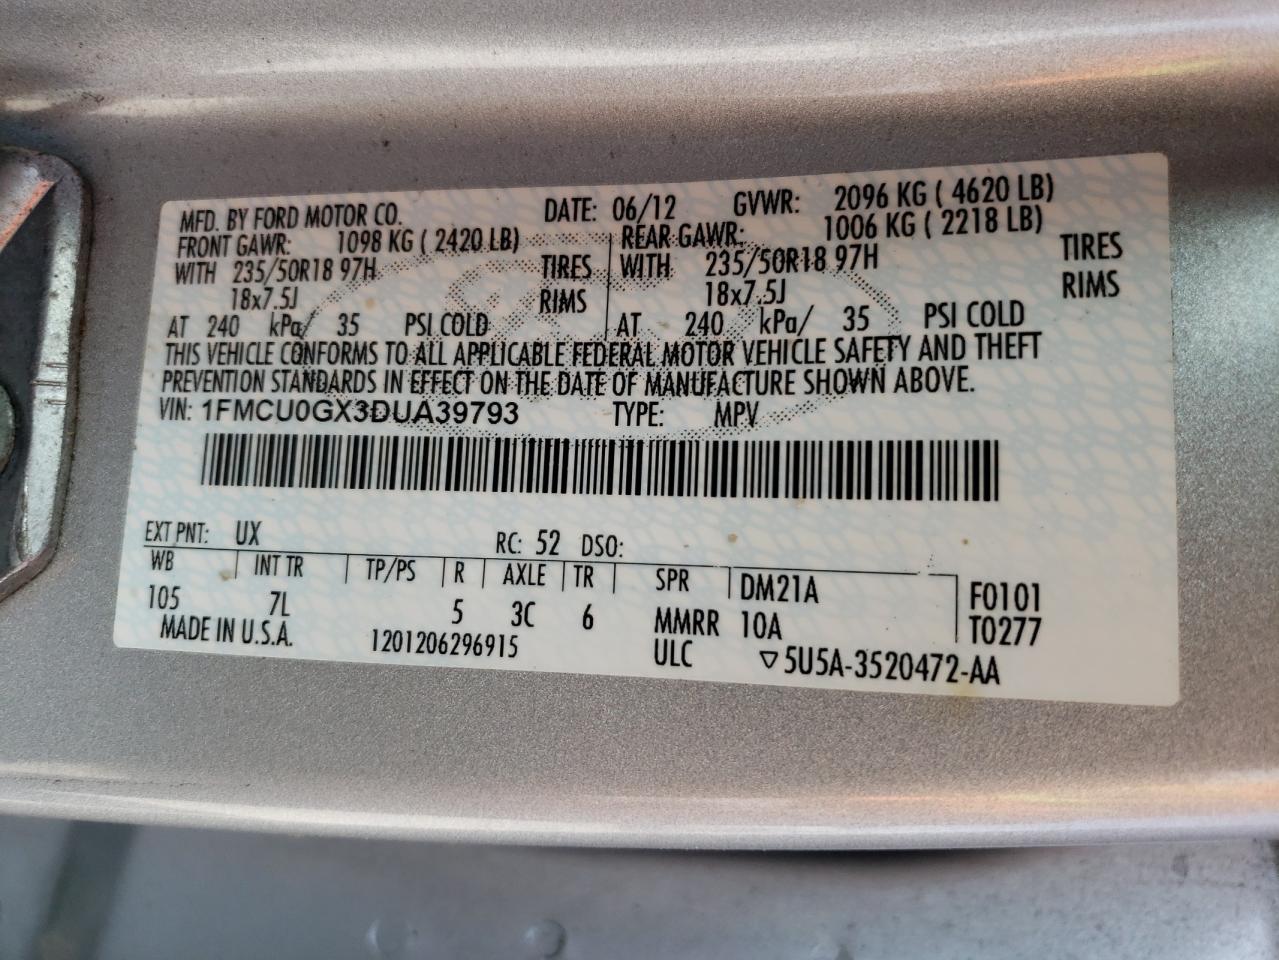 MFD. BY FORD MOTOR CO. DATE: 06/12 GVWR: 2096 KG ( 4620 LB)
FRONT GAWR: 1098 KG ( 2420 LB) REAR GAWR: 1006 KG ( 2218 LB)
WITH 235/50R18 97H TIRES WITH 235/50R18 97H TIRES
18x7.5J RIMS 18x7.5J RIMS
AT 240 kPa/ 35 PSI COLD AT 240 kPa/ 35 PSI COLD
THIS VEHICLE CONFORMS TO ALL APPLICABLE FEDERAL MOTOR VEHICLE SAFETY AND THEFT
PREVENTION STANDARDS IN EFFECT ON THE DATE OF MANUFACTURE SHOWN ABOVE.
VIN: 1FMCU0GX3DUA39793 TYPE: MPV
EXT PNT: UX RC: 52 DSO:
WB INT TR TP/PS R AXLE TR SPR DM21A F0101
105 7L 5 3C 6 MMRR 10A T0277
MADE IN U.S.A. 1201206296915 ULC ▽5U5A-3520472-AA